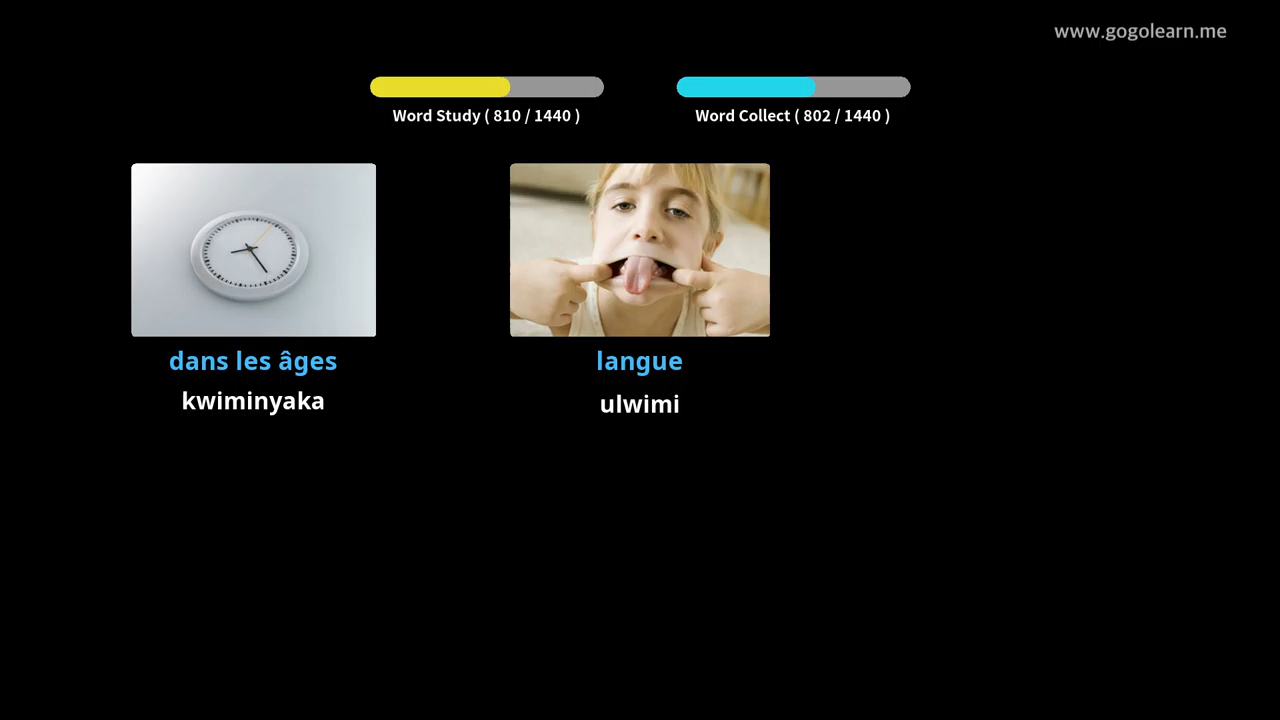 www.gogolearn.me
Word Study ( 810 / 1440 )
Word Collect ( 802 / 1440 )
dans les âges
kwiminyaka
langue
ulwimi